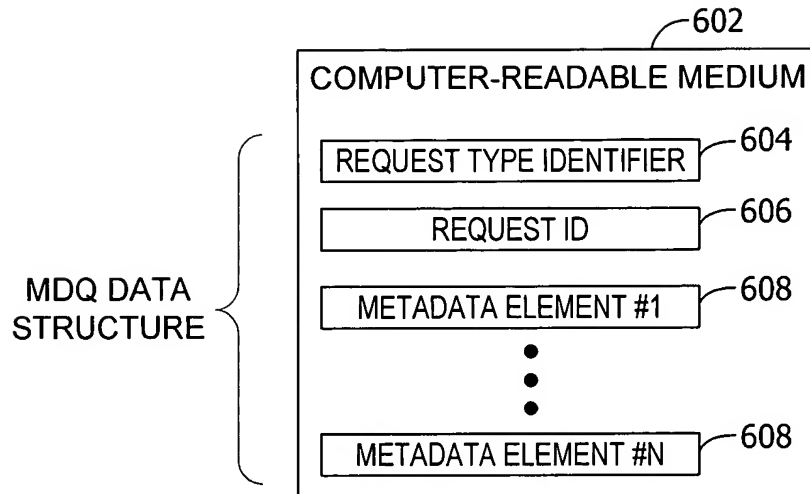 602
COMPUTER-READABLE MEDIUM
REQUEST TYPE IDENTIFIER
604
REQUEST ID
606
MDQ DATA
STRUCTURE
METADATA ELEMENT #1
608
METADATA ELEMENT #N
608